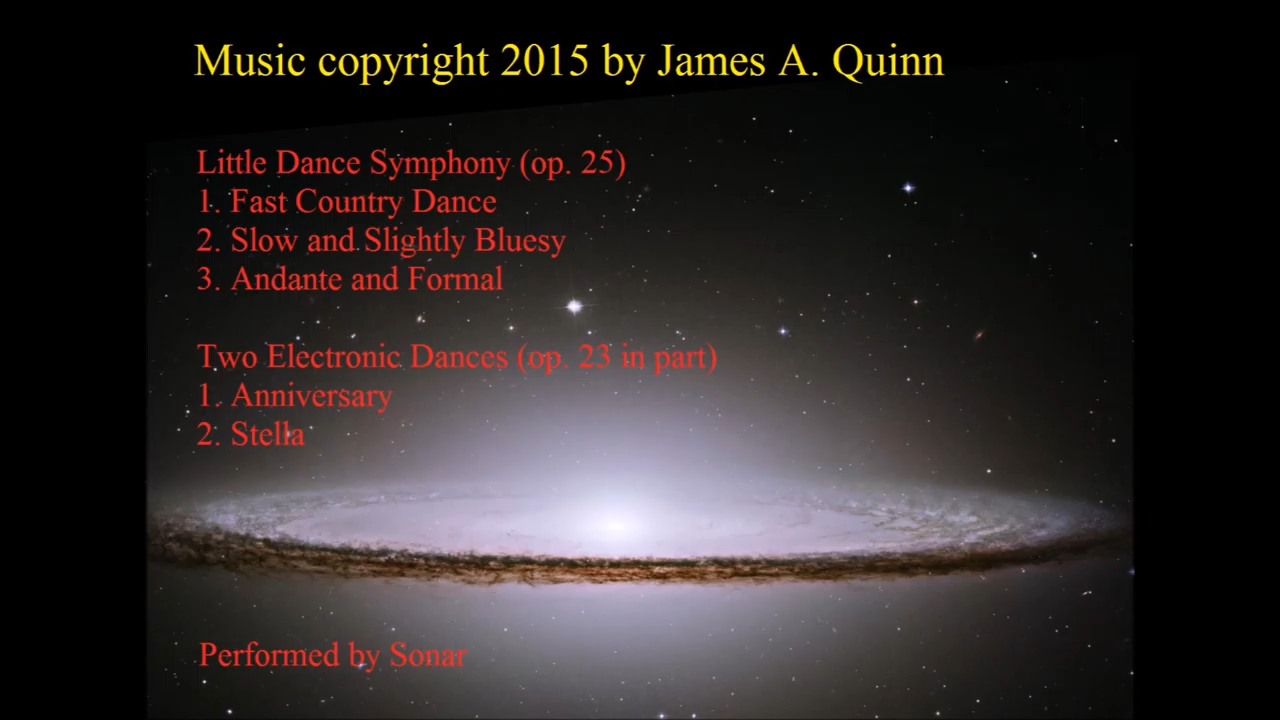 Music copyright 2015 by James A. Quinn
Little Dance Symphony (op. 25)
1. Fast Country Dance
2. Slow and Slightly Bluesy
3. Andante and Formal
Two Electronic Dances (op. 23 in part)
1. Anniversary
2. Stella
Performed by Sonar